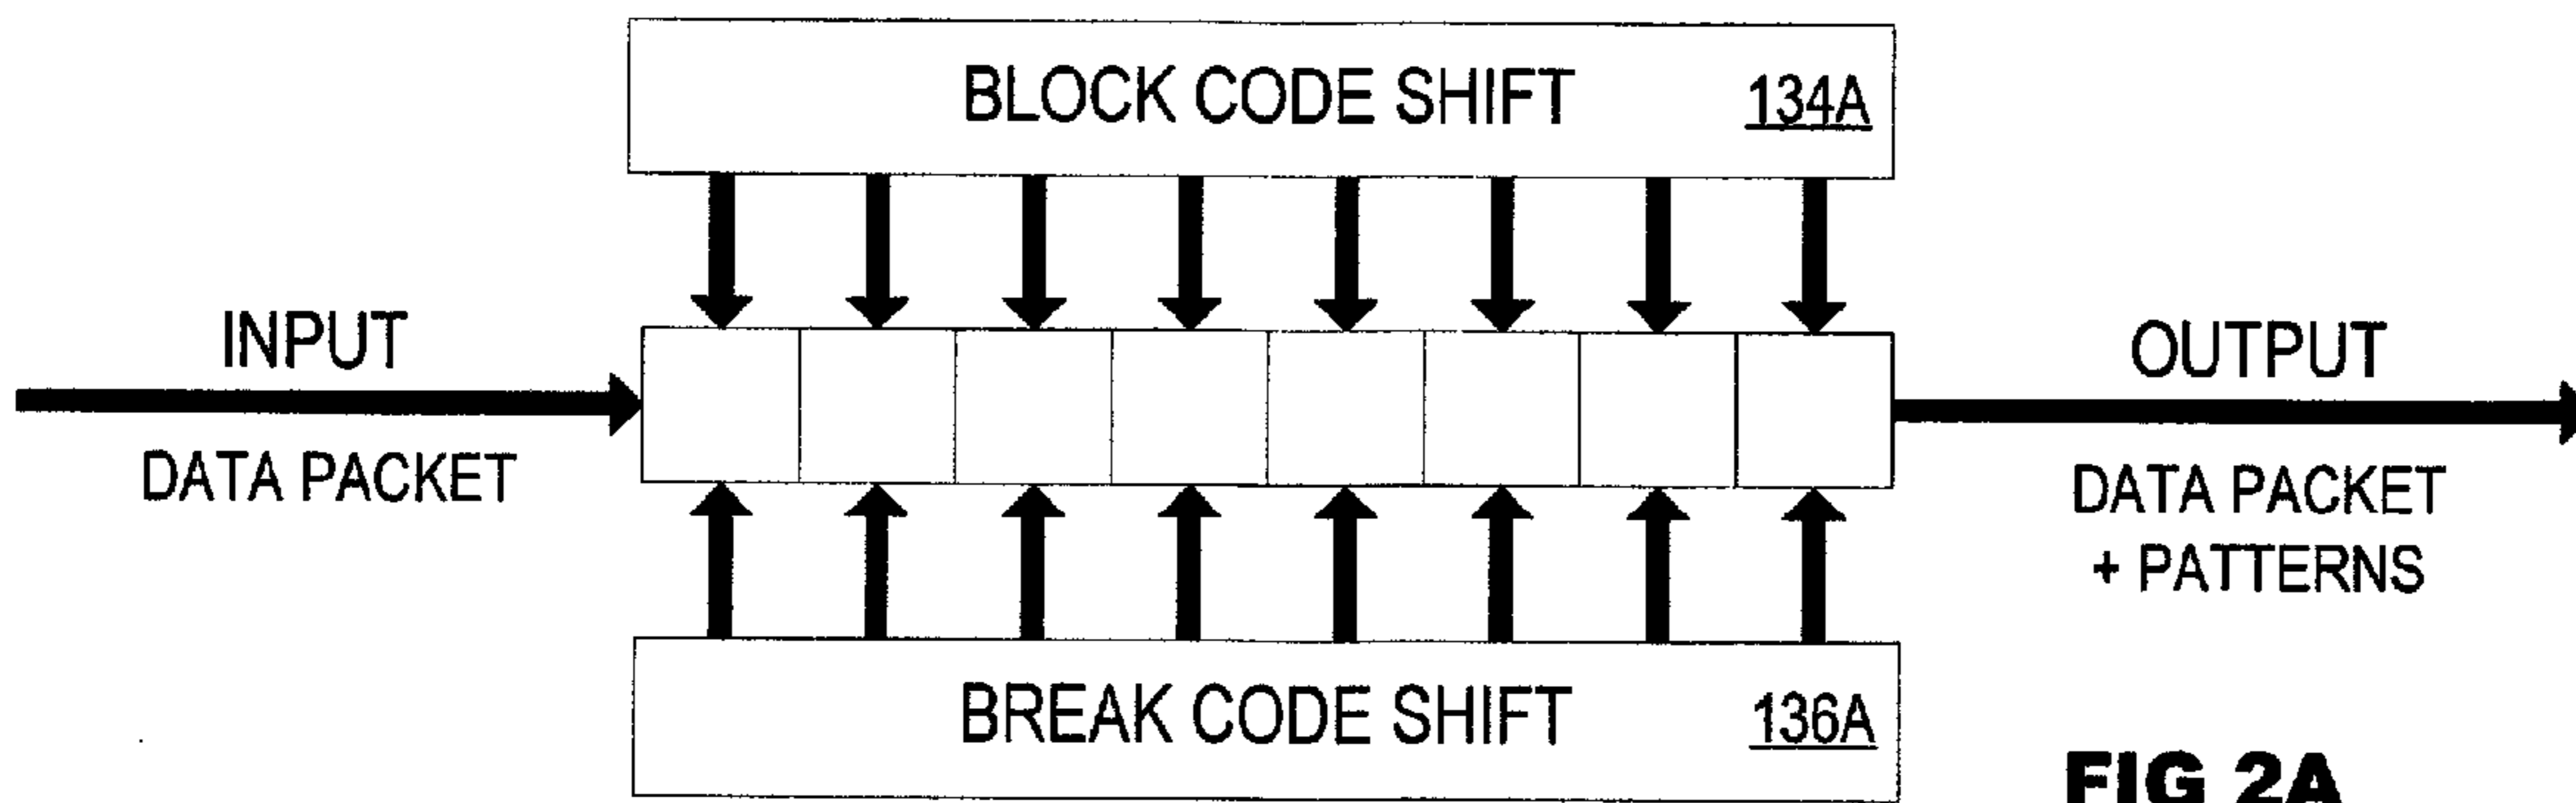 BLOCK CODE SHIFT 134A
INPUT
DATA PACKET
OUTPUT
DATA PACKET
+ PATTERNS
BREAK CODE SHIFT 136A
FIG 2A